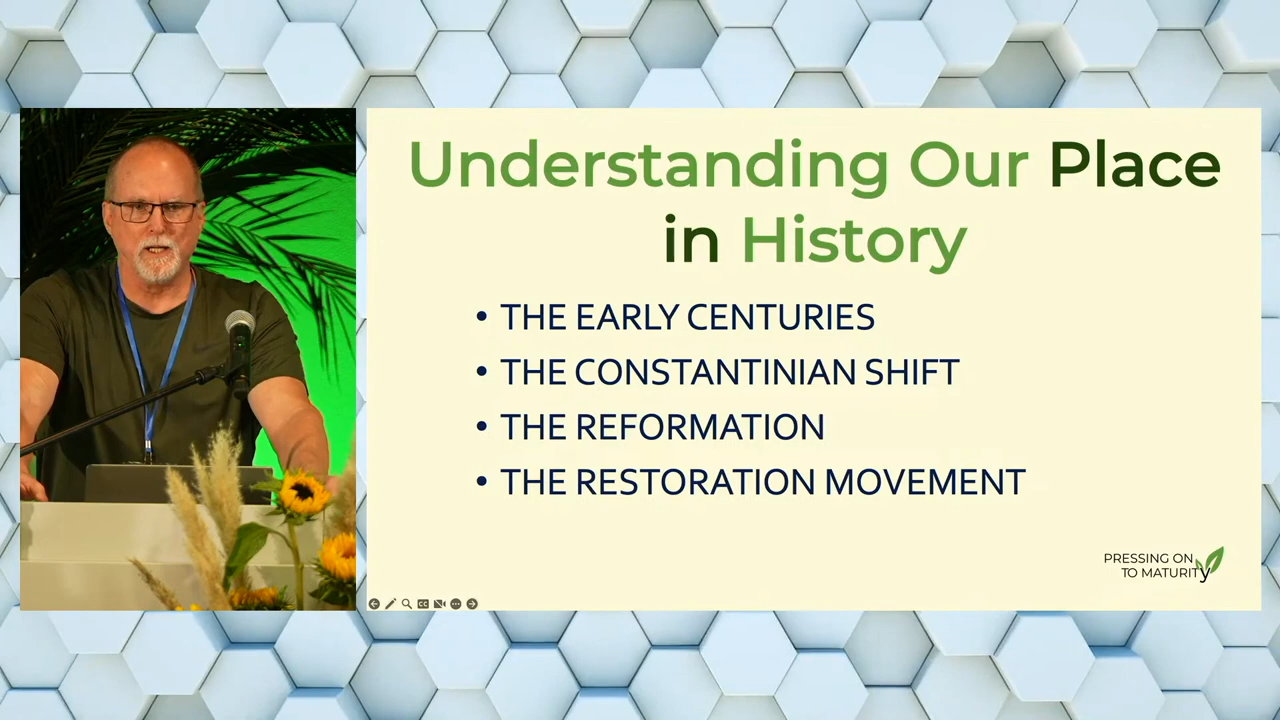 Understanding Our Place
in History
• THE EARLY CENTURIES
• THE CONSTANTINIAN SHIFT
• THE REFORMATION
• THE RESTORATION MOVEMENT
PRESSING ON
TO MATURITy
CC